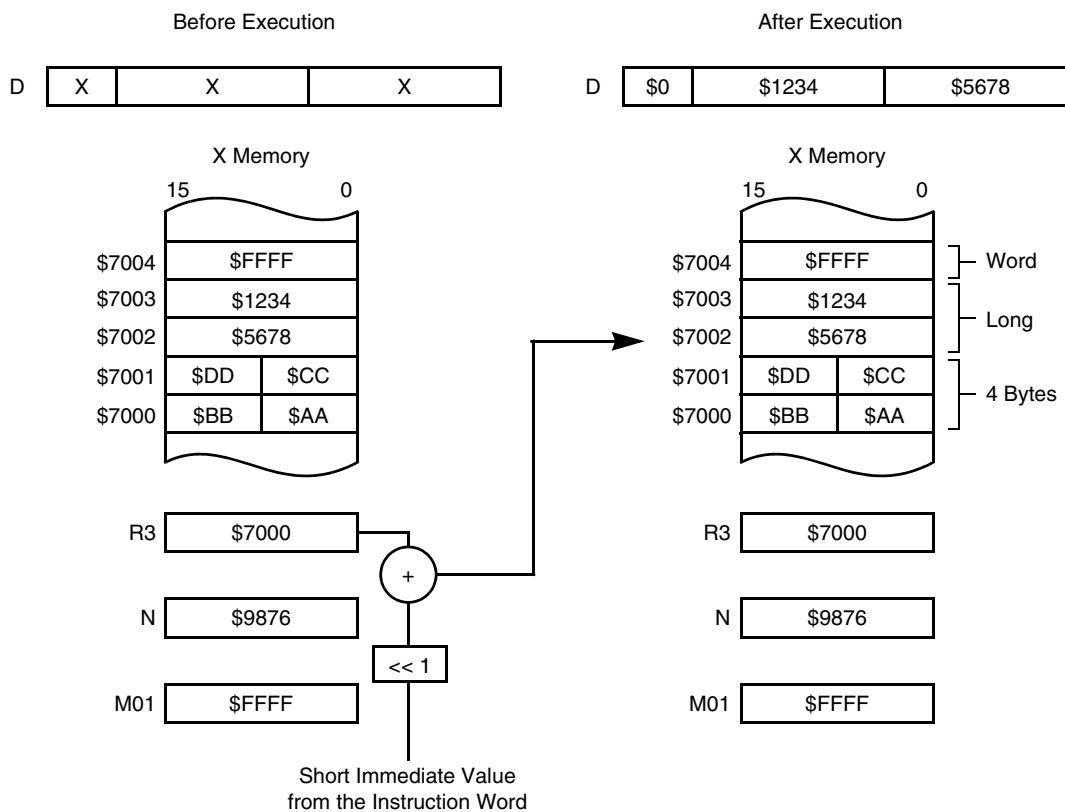 Before Execution
After Execution
D X X X
D $0 $1234 $5678
X Memory
X Memory
15 0
15 0
$7004 $FFFF
$7004 $FFFF Word
$7003 $1234
$7003 $1234
Long
$7002 $5678
$7002 $5678
$7001 $DD $CC
$7001 $DD $CC
4 Bytes
$7000 $BB $AA
$7000 $BB $AA
R3 $7000
R3 $7000
+
N $9876
N $9876
<< 1
M01 $FFFF
M01 $FFFF
Short Immediate Value
from the Instruction Word